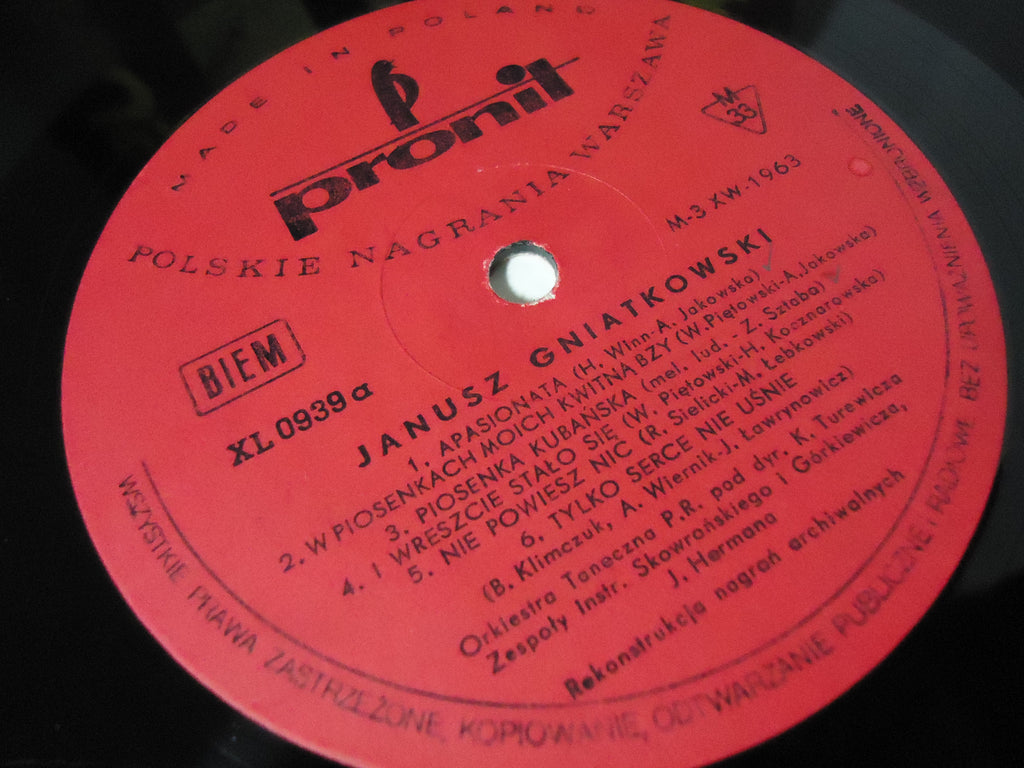 MADE IN POLAND
pronit
POLSKIE NAGRANIA WARSZAWA
M
33
BIEM
M-3 XW-1963
XL 0939 a
JANUSZ GNIATKOWSKI
1. APASIONATA (H. Winn-A. Jakowska)
2. W PIOSENKACH MOICH KWITNĄ BZY (W. Piętowski-A. Jakowska)
3. PIOSENKA KUBAŃSKA (mel. lud. - Z. Sztaba)
4. I WRESZCIE STAŁO SIĘ (W. Piętowski-H. Kocznarowska)
5. NIE POWIESZ NIC (R. Sielicki-M. Łebkowski)
6. TYLKO SERCE NIE UŚNIE
(B. Klimczuk, A. Wiernik-J. Ławrynowicz)
Orkiestra Taneczna P.R. pod dyr. K. Turewicza
Zespoły Instr. Skowrońskiego i Górkiewicza,
J. Hermana
Rekonstrukcja nagrań archiwalnych
WSZYSTKIE PRAWA ZASTRZEŻONE, KOPIOWANIE, ODTWARZANIE PUBLICZNE i RADIOWE BEZ UPOWAŻNIENIA WZBRONIONE